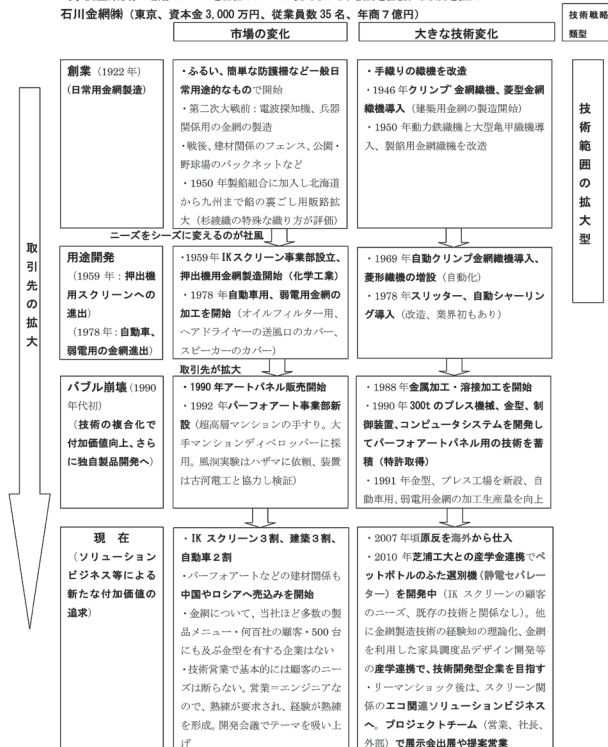 石川金網㈱（東京、資本金 3,000 万円、従業員数 35 名、年商 7 億円）
技術戦略
類型
市場の変化
大きな技術変化
創業（1922 年）
（日常用金網製造）
・ふるい、簡単な防護柵など一般日
常用途的なもので開始
・第二次大戦前：電波探知機、兵器
関係用の金網の製造
・戦後、建材関係のフェンス、公園・
野球場のバックネットなど
・1950 年製餡組合に加入し北海道
から九州まで餡の裏ごし用販路拡
大（杉綾織の特殊な織り方が評価）
・手織りの織機を改造
・1946 年クリンプ金網織機、菱型金網
織機導入（建築用金網の製造開始）
・1950 年動力鉄織機と大型亀甲織機導
入、製餡用金網織機を改造
技術範囲の拡大型
取引先の拡大
ニーズをシーズに変えるのが社風
用途開発
（1959 年：押出機
用スクリーンへの
進出）
（1978 年：自動車、
弱電用の金網進出）
・1959 年 IK スクリーン事業部設立、
押出機用金網製造開始（化学工業）
・1978 年自動車用、弱電用金網の
加工を開始（オイルフィルター用、
ヘアドライヤーの送風口のカバー、
スピーカーのカバー）
・1969 年自動クリンプ金網織機導入、
菱形織機の増設（自動化）
・1978 年スリッター、自動シャーリン
グ導入（改造、業界初もあり）
取引先が拡大
バブル崩壊（1990
年代初）
（技術の複合化で
付加価値向上、さら
に独自製品開発へ）
・1990 年アートパネル販売開始
・1992 年パーフォアート事業部新
設（超高層マンションの手すり。大
手マンションディベロッパーに採
用。風洞実験はハザマに依頼、装置
は古河電工と協力し検証）
・1988 年金属加工・溶接加工を開始
・1990 年 300t のプレス機械、金型、制
御装置、コンピュータシステムを開発し
てパーフォアートパネル用の技術を蓄
積（特許取得）
・1991 年金型、プレス工場を新設、自
動車用、弱電用金網の加工生産量を向上
現 在
（ソリューション
ビジネス等による
新たな付加価値の
追求）
・IK スクリーン３割、建築３割、
自動車２割
・パーフォアートなどの建材関係も
中国やロシアへ売込みを開始
・金網について、当社ほど多数の製
品メニュー・何百の顧客・500 台
にも及ぶ金型を有する企業はない
・技術営業で基本的には顧客のニー
ズは断らない。営業＝エンジニアな
ので、熟練が要求され、経験が熟練
を形成。開発会議でテーマを吸い上
げ
・2007 年頃原反を海外から仕入
・2010 年芝浦工大との産学金連携でペ
ットボトルのふた選別機（静電セパレー
ター）を開発中（IK スクリーンの顧客
のニーズ、既存の技術と関係なし）。他
に金網製造技術の経験知の理論化、金網
を利用した家具調度品デザイン開発等
の産学連携で、技術開発型企業を目指す
・リーマンショック後は、スクリーン関
係のエコ関連ソリューションビジネス
へ。プロジェクトチーム（営業、社長、
外部）で展示会出展や提案営業